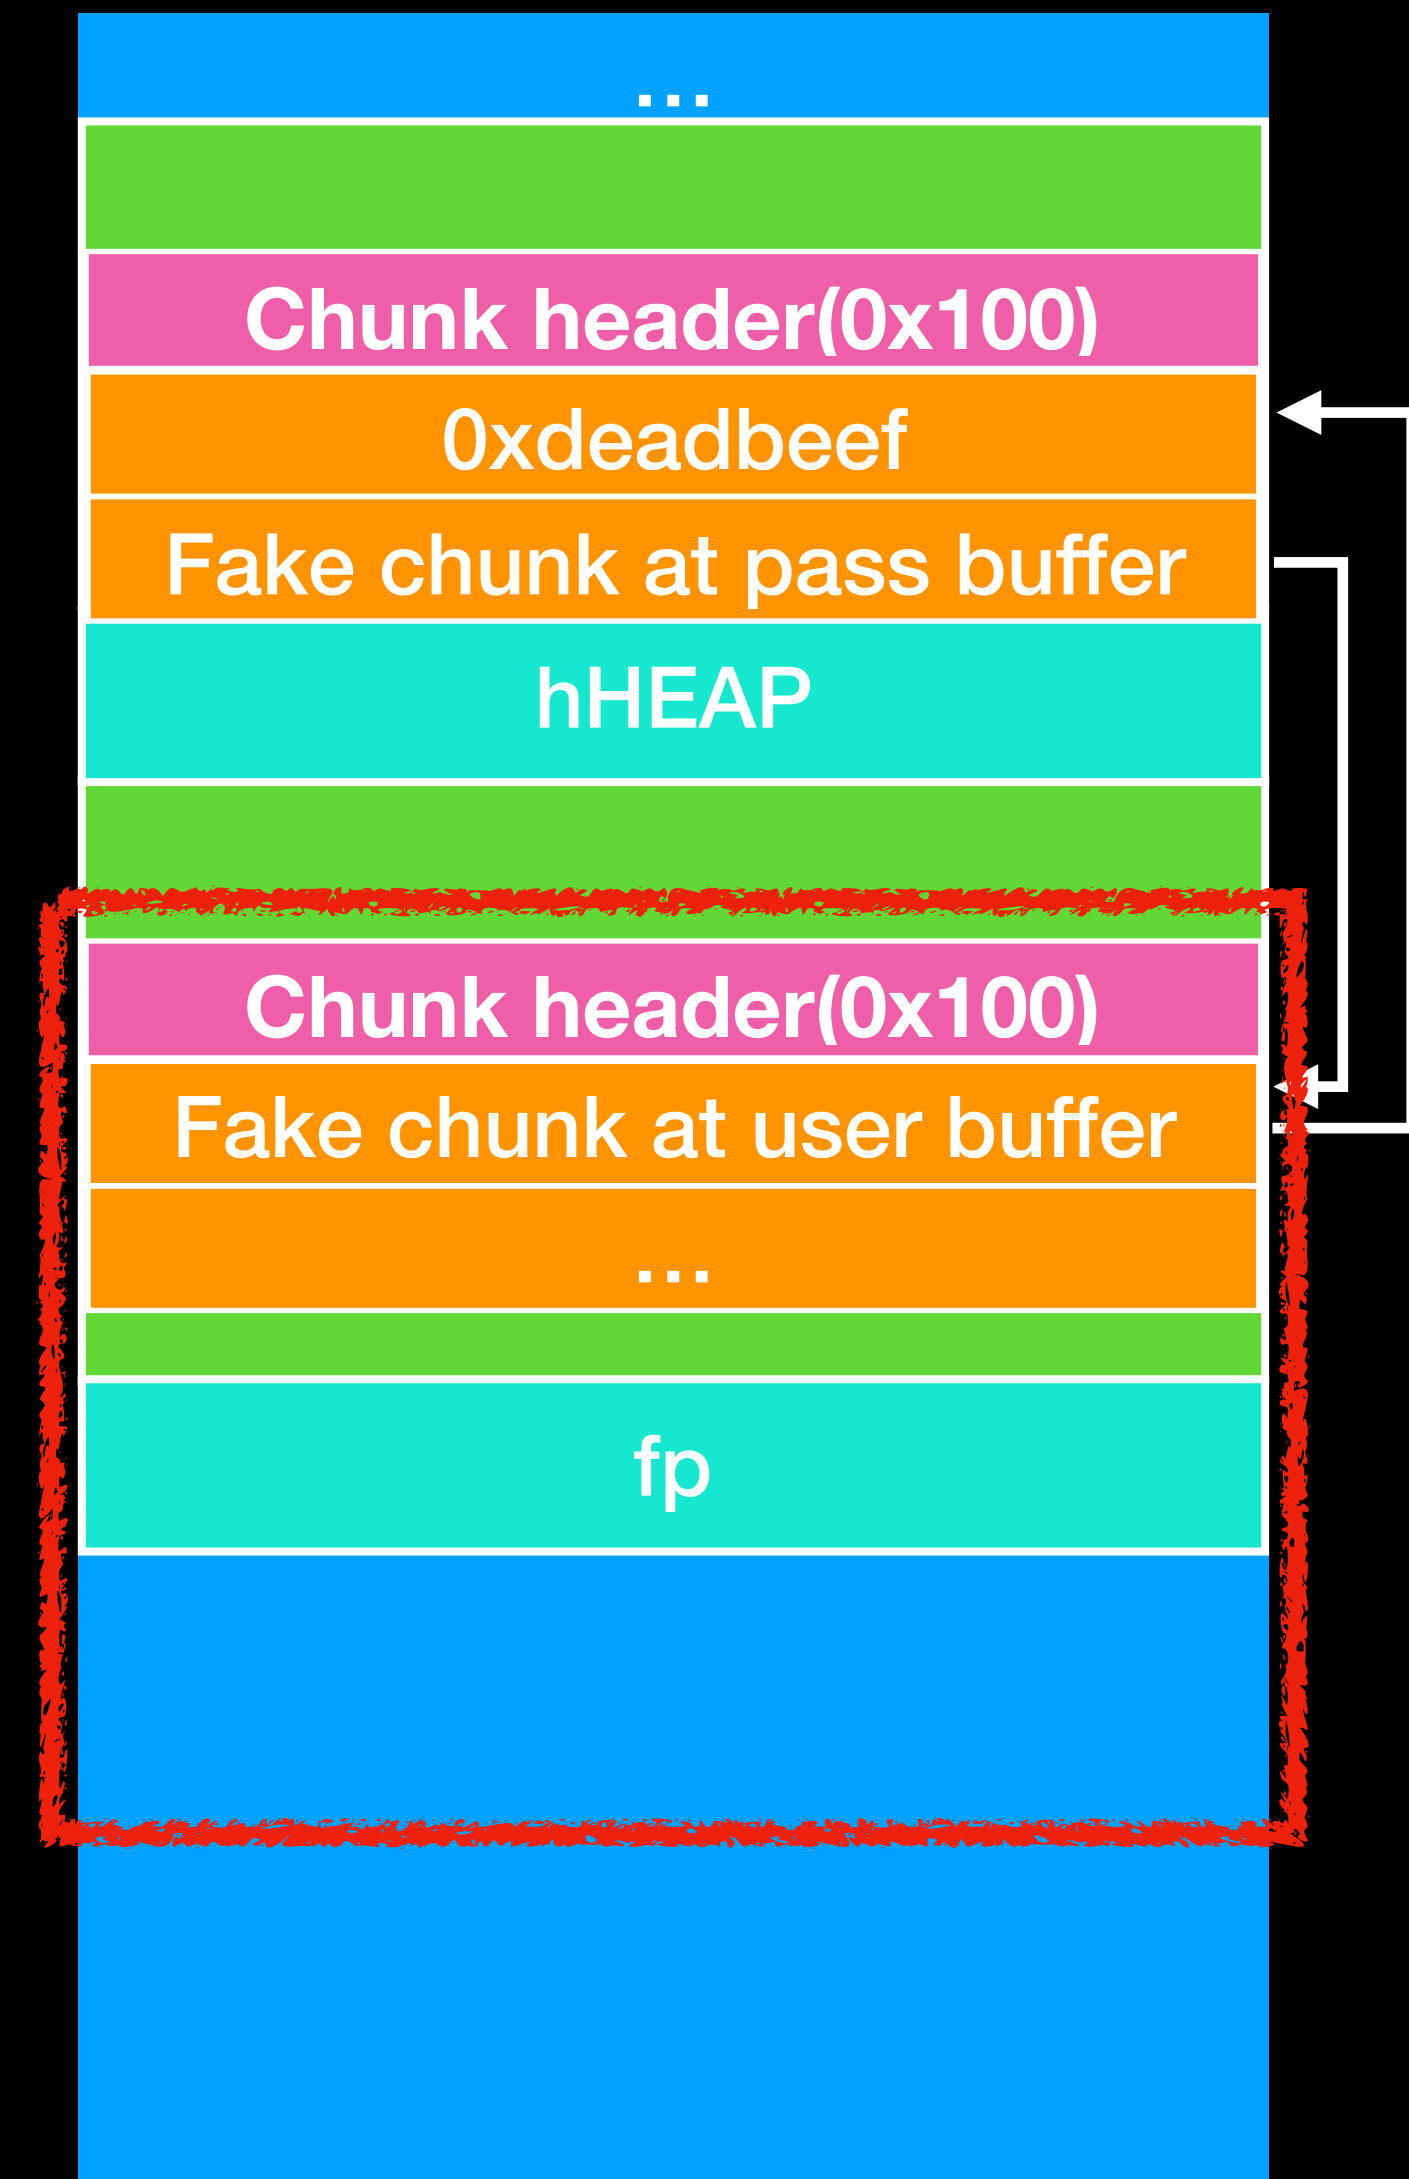 ...
Chunk header(0x100)
0xdeadbeef
Fake chunk at pass buffer
hHEAP
Chunk header(0x100)
Fake chunk at user buffer
...
fp